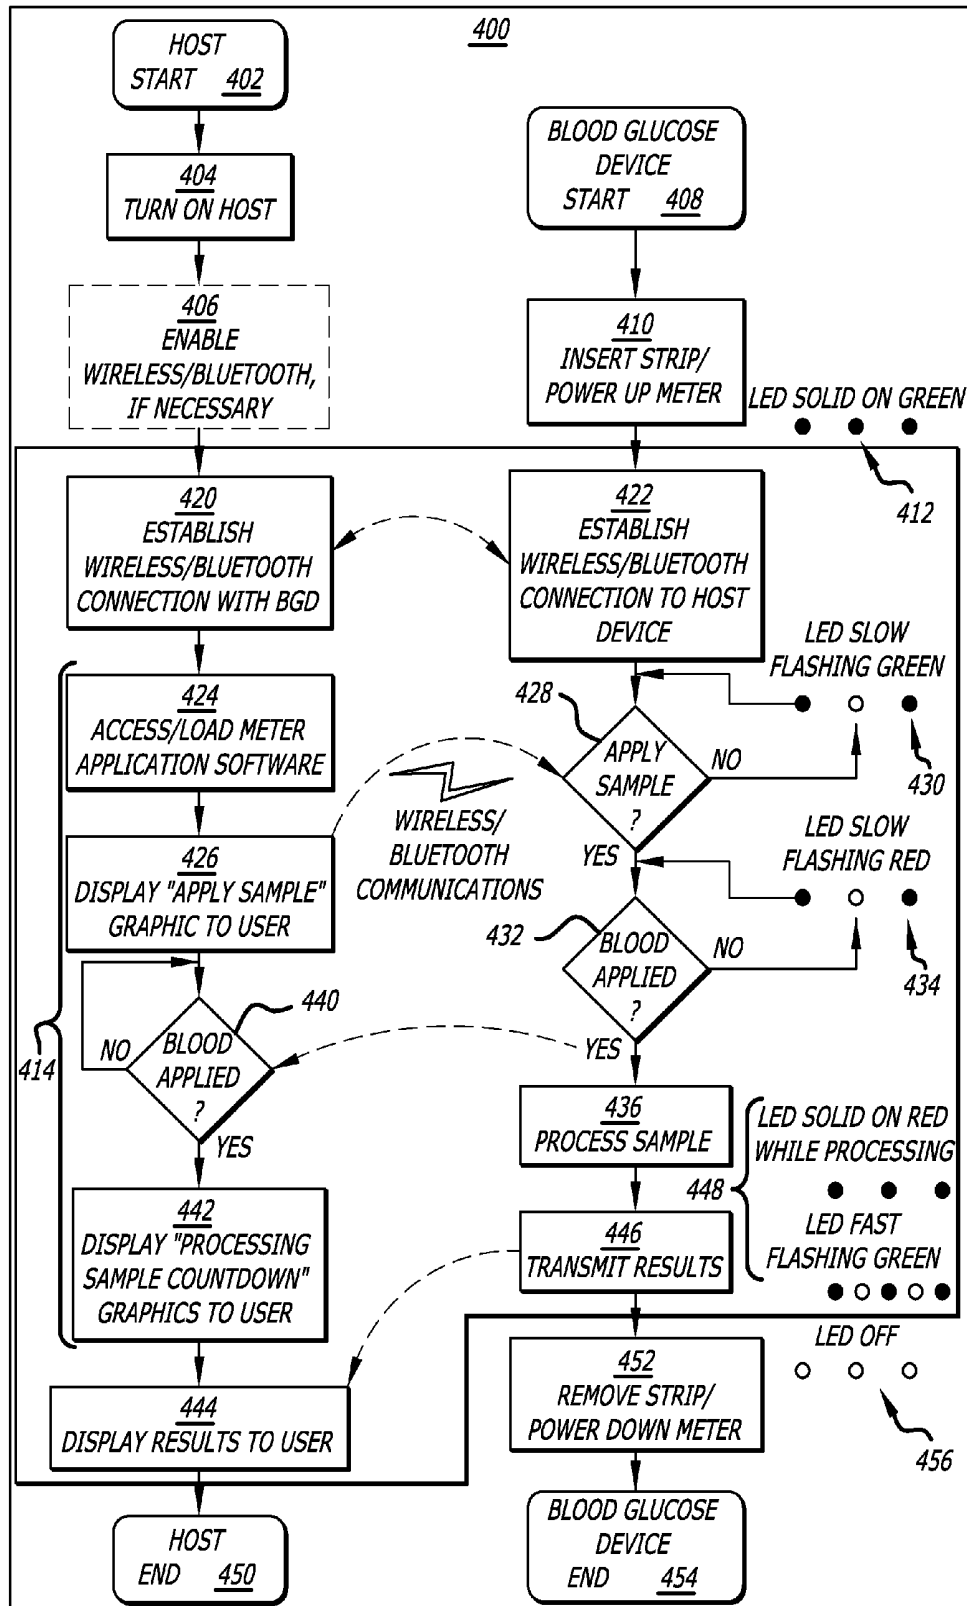 400
HOST
START 402
404
TURN ON HOST
406
ENABLE
WIRELESS/BLUETOOTH,
IF NECESSARY
BLOOD GLUCOSE
DEVICE
START 408
410
INSERT STRIP/
POWER UP METER
LED SOLID ON GREEN
412
420
ESTABLISH
WIRELESS/BLUETOOTH
CONNECTION WITH BGD
422
ESTABLISH
WIRELESS/BLUETOOTH
CONNECTION TO HOST
DEVICE
LED SLOW
FLASHING GREEN
430
424
ACCESS/LOAD METER
APPLICATION SOFTWARE
428
APPLY
SAMPLE
?
NO
YES
WIRELESS/
BLUETOOTH
COMMUNICATIONS
426
DISPLAY "APPLY SAMPLE"
GRAPHIC TO USER
LED SLOW
FLASHING RED
434
432
BLOOD
APPLIED
?
NO
YES
440
BLOOD
APPLIED
?
NO
YES
414
436
PROCESS SAMPLE
LED SOLID ON RED
WHILE PROCESSING
448
LED FAST
FLASHING GREEN
442
DISPLAY "PROCESSING
SAMPLE COUNTDOWN"
GRAPHICS TO USER
446
TRANSMIT RESULTS
LED OFF
456
444
DISPLAY RESULTS TO USER
452
REMOVE STRIP/
POWER DOWN METER
HOST
END 450
BLOOD GLUCOSE
DEVICE
END 454